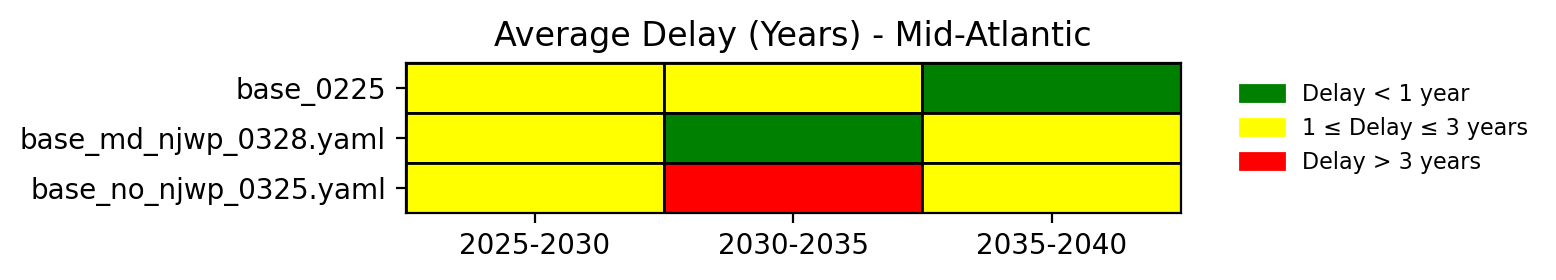 Average Delay (Years) - Mid-Atlantic
base_0225
base_md_njwp_0328.yaml
base_no_njwp_0325.yaml
2025-2030 2030-2035 2035-2040
Delay < 1 year
1 ≤ Delay ≤ 3 years
Delay > 3 years